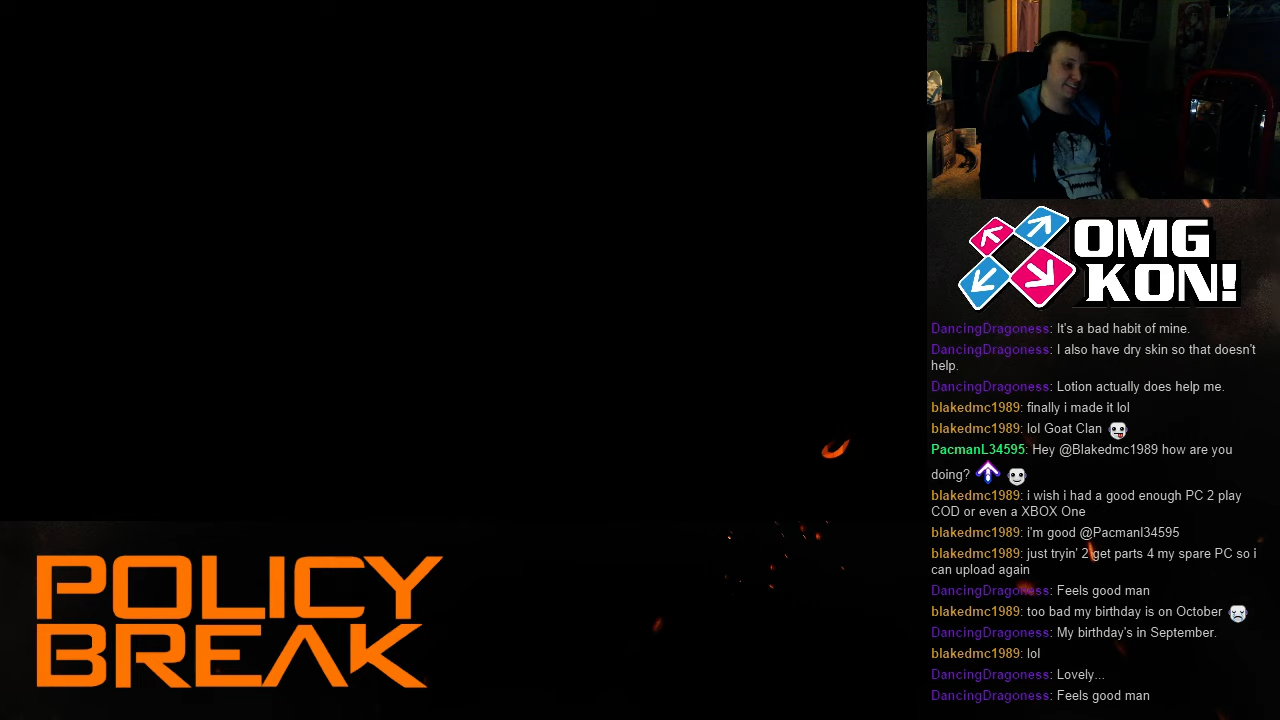 OMG
KON!
DancingDragoness: It's a bad habit of mine.
DancingDragoness: I also have dry skin so that doesn't
help.
DancingDragoness: Lotion actually does help me.
blakedmc1989: finally i made it lol
blakedmc1989: lol Goat Clan
PacmanL34595: Hey @Blakedmc1989 how are you
doing?
blakedmc1989: i wish i had a good enough PC 2 play
COD or even a XBOX One
blakedmc1989: i'm good @Pacmanl34595
blakedmc1989: just tryin' 2 get parts 4 my spare PC so i
can upload again
DancingDragoness: Feels good man
blakedmc1989: too bad my birthday is on October
DancingDragoness: My birthday's in September.
blakedmc1989: lol
DancingDragoness: Lovely...
DancingDragoness: Feels good man
POLICY
BREAK